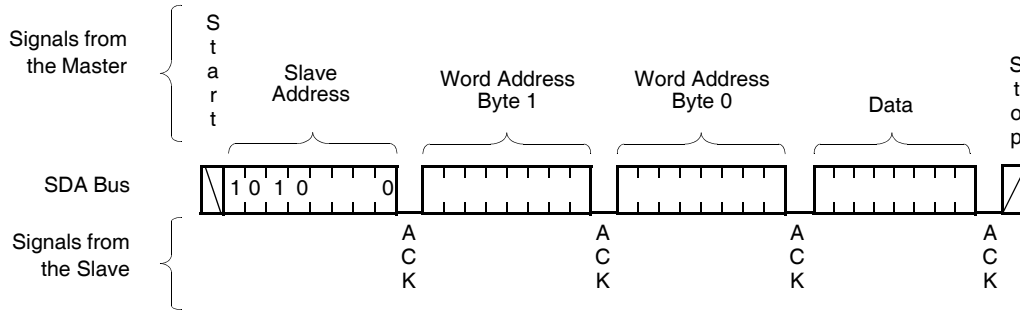 Signals from
the Master
S
t
a
r
t
Slave
Address
Word Address
Byte 1
Word Address
Byte 0
Data
S
t
o
p
SDA Bus
1 0 1 0 0
Signals from
the Slave
A
C
K
A
C
K
A
C
K
A
C
K